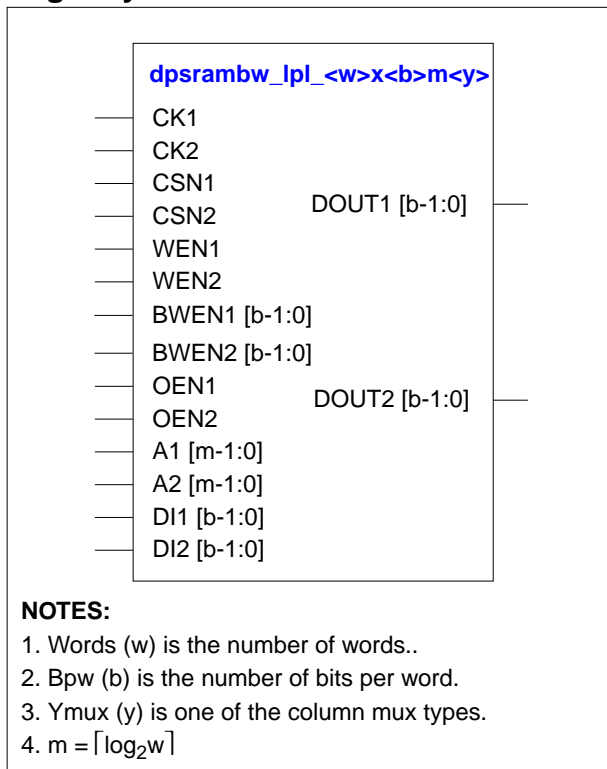 dpsrambw_lpl_<w>x<b>m<y>
CK1
CK2
CSN1
CSN2
DOUT1 [b-1:0]
WEN1
WEN2
BWEN1 [b-1:0]
BWEN2 [b-1:0]
OEN1
DOUT2 [b-1:0]
OEN2
A1 [m-1:0]
A2 [m-1:0]
DI1 [b-1:0]
DI2 [b-1:0]
NOTES:
1. Words (w) is the number of words..
2. Bpw (b) is the number of bits per word.
3. Ymux (y) is one of the column mux types.
4. m = ⌈log₂w⌉